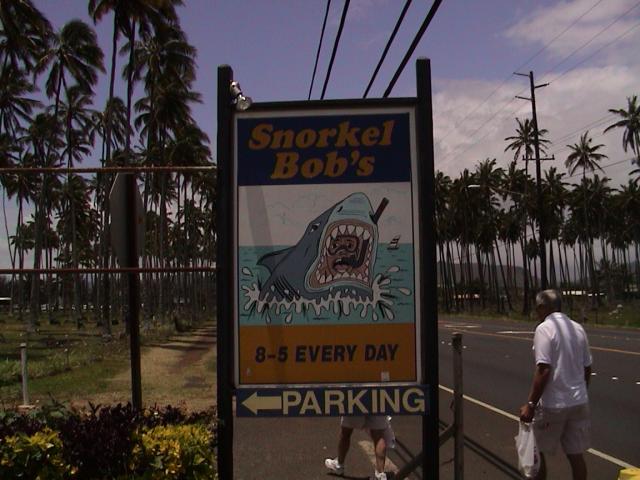 Snorkel
Bob's
8-5 EVERY DAY
PARKING